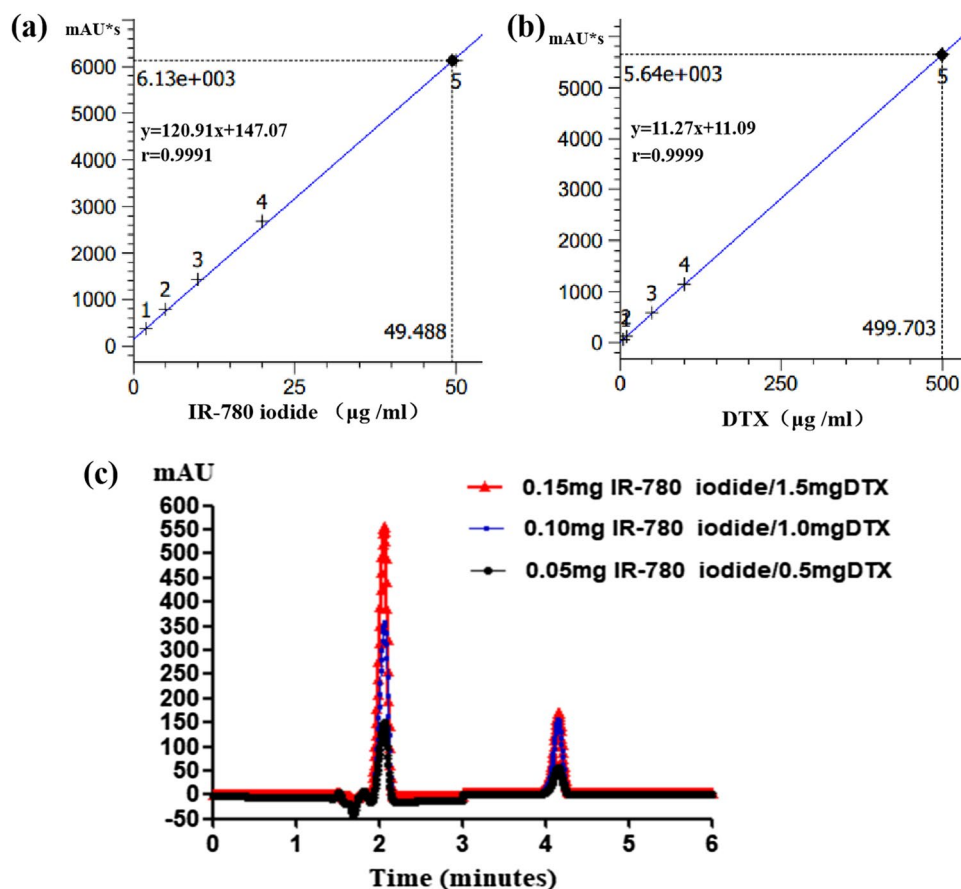 (a)
mAU*s
6000
5000
4000
3000
2000
1000
0
6.13e+003
y=120.91x+147.07
r=0.9991
1
2
3
4
5
49.488
0
25
50
IR-780 iodide （μg /ml）
(b)
mAU*s
5000
4000
3000
2000
1000
0
5.64e+003
y=11.27x+11.09
r=0.9999
3
4
5
499.703
0
250
500
DTX（μg /ml）
(c)
mAU
600
550
500
450
400
350
300
250
200
150
100
50
0
-50
0
1
2
3
4
5
6
Time (minutes)
0.15mg IR-780 iodide/1.5mgDTX
0.10mg IR-780 iodide/1.0mgDTX
0.05mg IR-780 iodide/0.5mgDTX